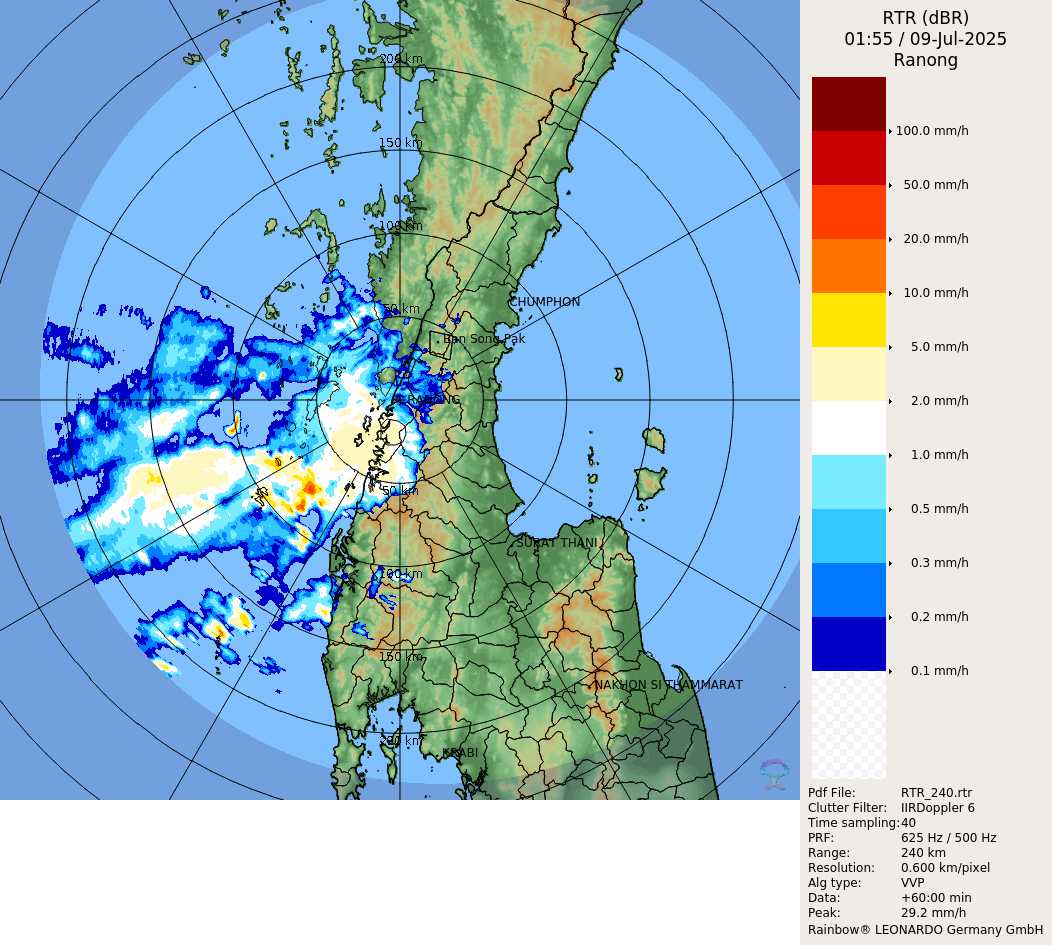 200 km
150 km
100 km
CHUMPHON
50 km
Ban Song Pak
RANONG
50 km
SURAT THANI
100 km
150 km
NAKHON SI THAMMARAT
200 km
KRABI
RTR (dBR)
01:55 / 09-Jul-2025
Ranong
100.0 mm/h
50.0 mm/h
20.0 mm/h
10.0 mm/h
5.0 mm/h
2.0 mm/h
1.0 mm/h
0.5 mm/h
0.3 mm/h
0.2 mm/h
0.1 mm/h
Pdf File: RTR_240.rtr
Clutter Filter: IIRDoppler 6
Time sampling: 40
PRF: 625 Hz / 500 Hz
Range: 240 km
Resolution: 0.600 km/pixel
Alg type: VVP
Data: +60:00 min
Peak: 29.2 mm/h
Rainbow® LEONARDO Germany GmbH